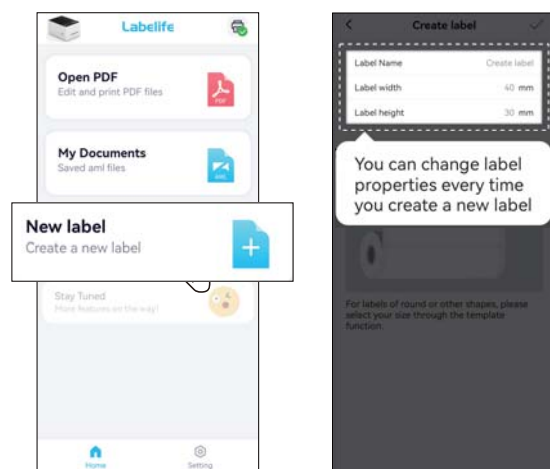 Labelife
Open PDF
Edit and print PDF files
PDF
My Documents
Saved aml files
AML
New label
Create a new label
Stay Tuned
More features on the way!
Home
Setting
Create label
Label Name
Create label
Label width
40 mm
Label height
30 mm
You can change label
properties every time
you create a new label
For labels of round or other shapes, please
select your size through the template
function.